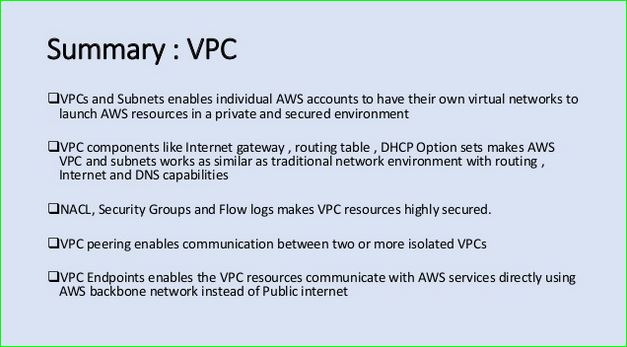 Summary : VPC
❑VPCs and Subnets enables individual AWS accounts to have their own virtual networks to
launch AWS resources in a private and secured environment
❑VPC components like Internet gateway , routing table , DHCP Option sets makes AWS
VPC and subnets works as similar as traditional network environment with routing ,
Internet and DNS capabilities
❑NACL, Security Groups and Flow logs makes VPC resources highly secured.
❑VPC peering enables communication between two or more isolated VPCs
❑VPC Endpoints enables the VPC resources communicate with AWS services directly using
AWS backbone network instead of Public internet